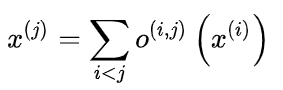 $x^{(j)} = \sum_{i<j} o^{(i,j)} \left( x^{(i)} \right)$